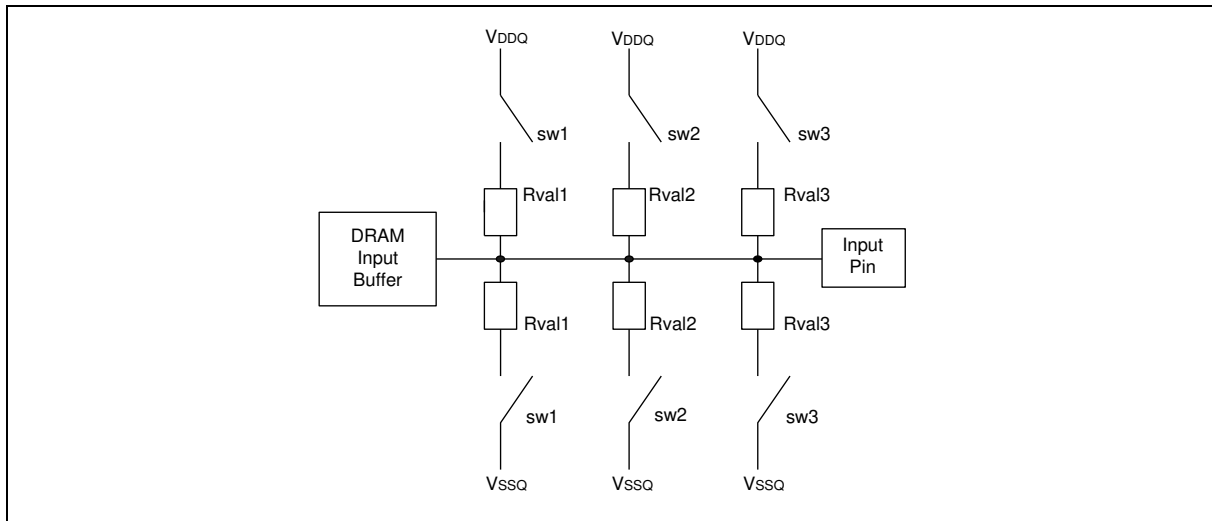 VDDQ VDDQ VDDQ
sw1 sw2 sw3
Rval1 Rval2 Rval3
DRAM
Input
Buffer
Input
Pin
Rval1 Rval2 Rval3
sw1 sw2 sw3
VSSQ VSSQ VSSQ